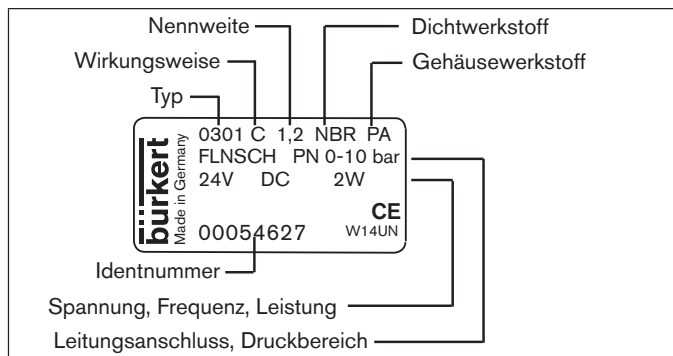 Nennweite
Dichtwerkstoff
Wirkungsweise
Gehäusewerkstoff
Typ
bürkert
Made in Germany
0301 C 1,2 NBR PA
FLNSCH PN 0-10 bar
24V DC 2W
CE
00054627 W14UN
Identnummer
Spannung, Frequenz, Leistung
Leitungsanschluss, Druckbereich